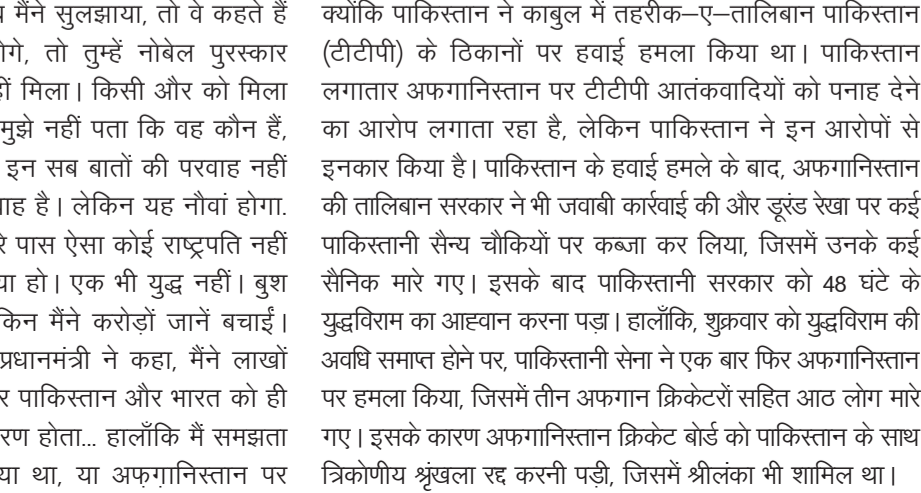 मैंने सुलझाया, तो वे कहते हैं
तो तुम्हें नोबेल पुरस्कार
मिला। किसी और को मिला
मुझे नहीं पता कि वह कौन हैं,
इन सब बातों की परवाह नहीं
है। लेकिन यह नौवां होगा.
पास ऐसा कोई राष्ट्रपति नहीं
हो। एक भी युद्ध नहीं। बुश
मैंने करोड़ों जानें बचाईं।
प्रधानमंत्री ने कहा, मैंने लाखों
पाकिस्तान और भारत को ही
होता... हालाँकि मैं समझता
था, या अफगानिस्तान पर
क्योंकि पाकिस्तान ने काबुल में तहरीक–ए–तालिबान पाकिस्तान
(टीटीपी) के ठिकानों पर हवाई हमला किया था। पाकिस्तान
लगातार अफगानिस्तान पर टीटीपी आतंकवादियों को पनाह देने
का आरोप लगाता रहा है, लेकिन पाकिस्तान ने इन आरोपों से
इनकार किया है। पाकिस्तान के हवाई हमले के बाद, अफगानिस्तान
की तालिबान सरकार ने भी जवाबी कार्रवाई की और डूरंड रेखा पर कई
पाकिस्तानी सैन्य चौकियों पर कब्जा कर लिया, जिसमें उनके कई
सैनिक मारे गए। इसके बाद पाकिस्तानी सरकार को 48 घंटे के
युद्धविराम का आह्वान करना पड़ा। हालाँकि, शुक्रवार को युद्धविराम की
अवधि समाप्त होने पर, पाकिस्तानी सेना ने एक बार फिर अफगानिस्तान
पर हमला किया, जिसमें तीन अफगान क्रिकेटरों सहित आठ लोग मारे
गए। इसके कारण अफगानिस्तान क्रिकेट बोर्ड को पाकिस्तान के साथ
त्रिकोणीय श्रृंखला रद्द करनी पड़ी, जिसमें श्रीलंका भी शामिल था।